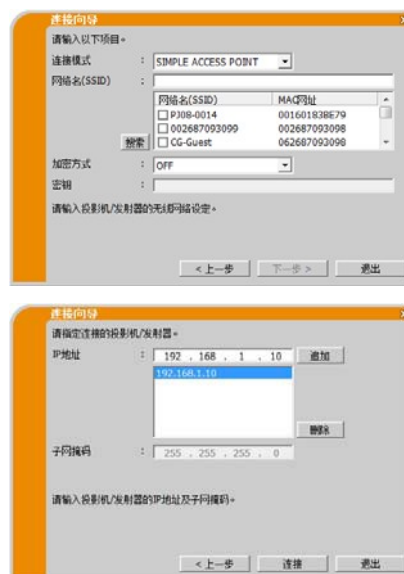 连接向导
请输入以下项目。
连接模式 : SIMPLE ACCESS POINT
网络名(SSID) :
网络名(SSID) MAC网址
PJ08-0014 001601838E79
002687093099 002687093098
CG-Guest 062687093098
搜索
加密方式 : OFF
密钥 :
请输入投影机/发射器的无线网络设定。
<上一步 下一步> 退出
连接向导
请指定连接的投影机/发射器。
IP地址 : 192 . 168 . 1 . 10 追加
192.168.1.10
删除
子网掩码 : 255 . 255 . 255 . 0
请输入投影机/发射器的IP地址及子网掩码。
<上一步 连接 退出